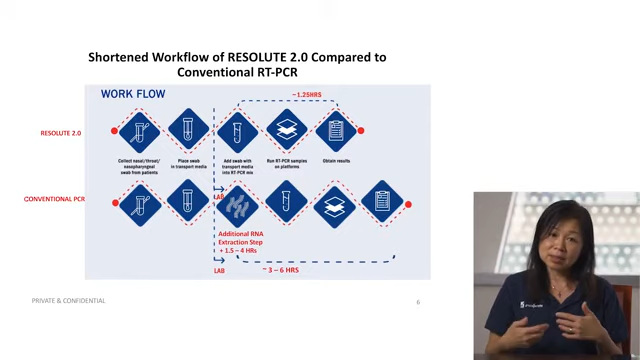 Shortened Workflow of RESOLUTE 2.0 Compared to
Conventional RT-PCR
WORK FLOW
~1.25HRS
RESOLUTE 2.0
Collect nasal/throat/
nasopharyngeal
swab from patients
Place swab
in transport media
Add swab with
transport media
into RT-PCR mix
Run RT-PCR samples
on platforms
Obtain results
CONVENTIONAL PCR
LAB
Additional RNA
Extraction Step
+ 1.5 – 4 HRs
LAB
~ 3 – 6 HRS
PRIVATE & CONFIDENTIAL
6